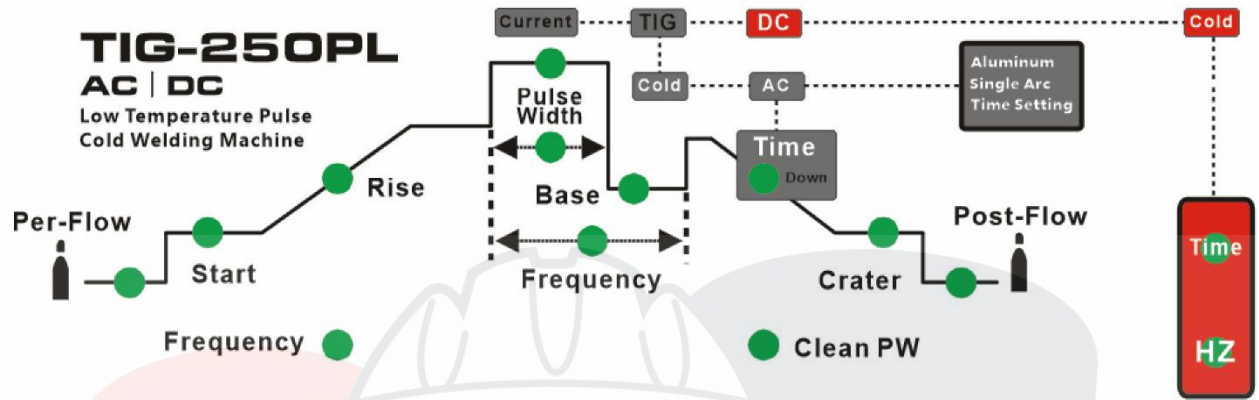 Current TIG DC Cold
TIG-250PL
AC | DC
Low Temperature Pulse
Cold Welding Machine
Cold AC
Aluminum
Single Arc
Time Setting
Pulse
Width
Time
Down
Rise
Base
Per-Flow
Post-Flow
Start
Frequency
Crater
Time
Frequency
Clean PW
HZ